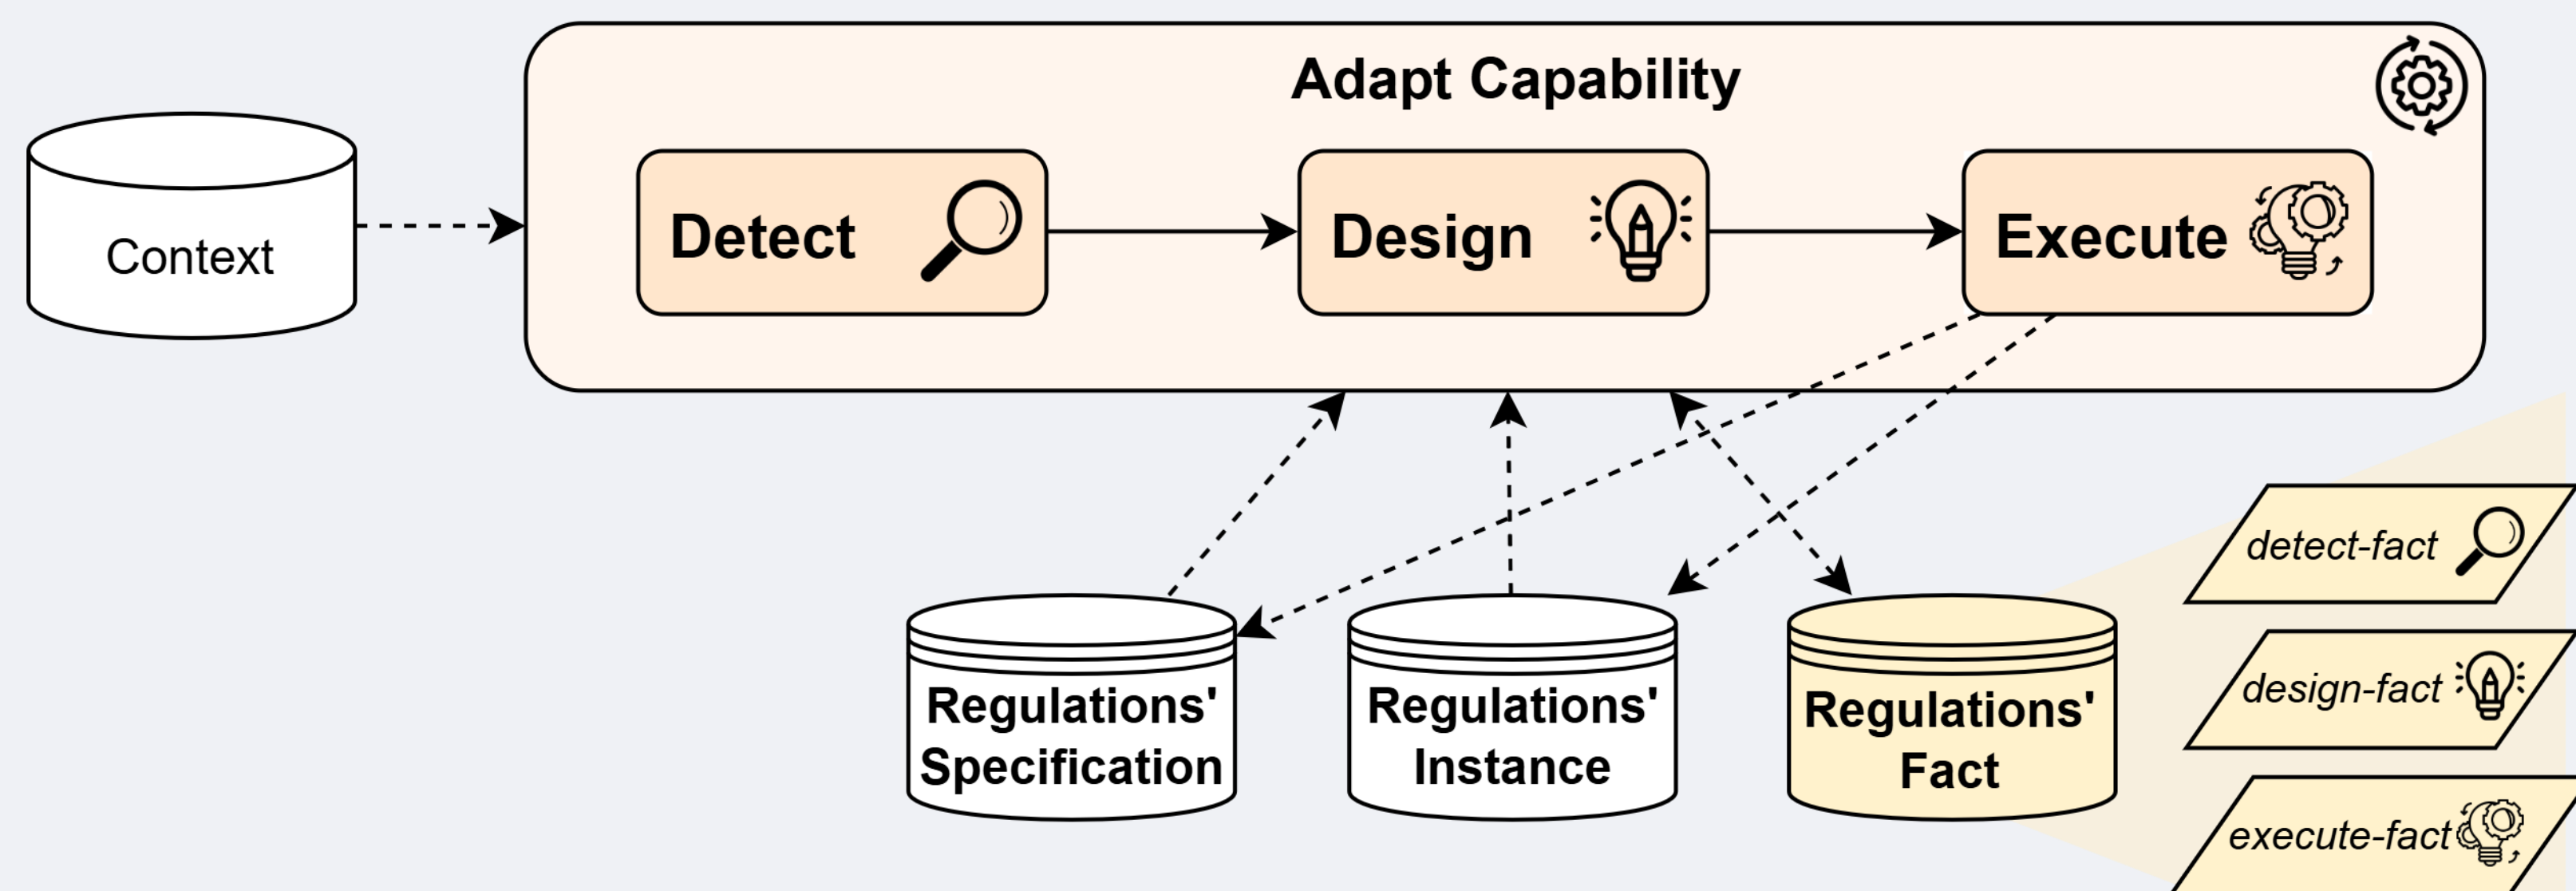 Adapt Capability
Context
Detect
Design
Execute
Regulations'
Specification
Regulations'
Instance
Regulations'
Fact
detect-fact
design-fact
execute-fact